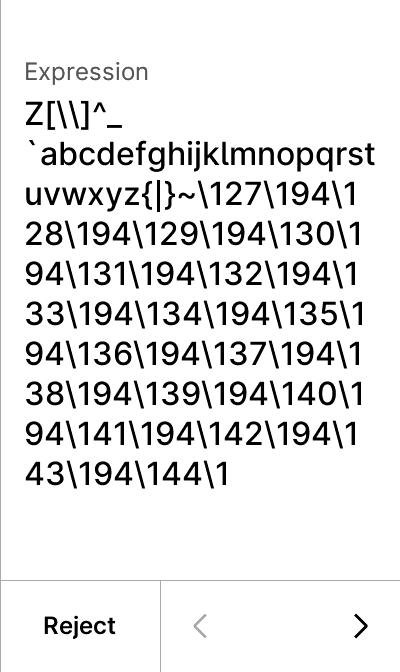 Expression
Z[\\]^_
`abcdefghijklmnopqrst
uvwxyz{|}~\127\194\1
28\194\129\194\130\1
94\131\194\132\194\1
33\194\134\194\135\1
94\136\194\137\194\1
38\194\139\194\140\1
94\141\194\142\194\1
43\194\144\1
Reject